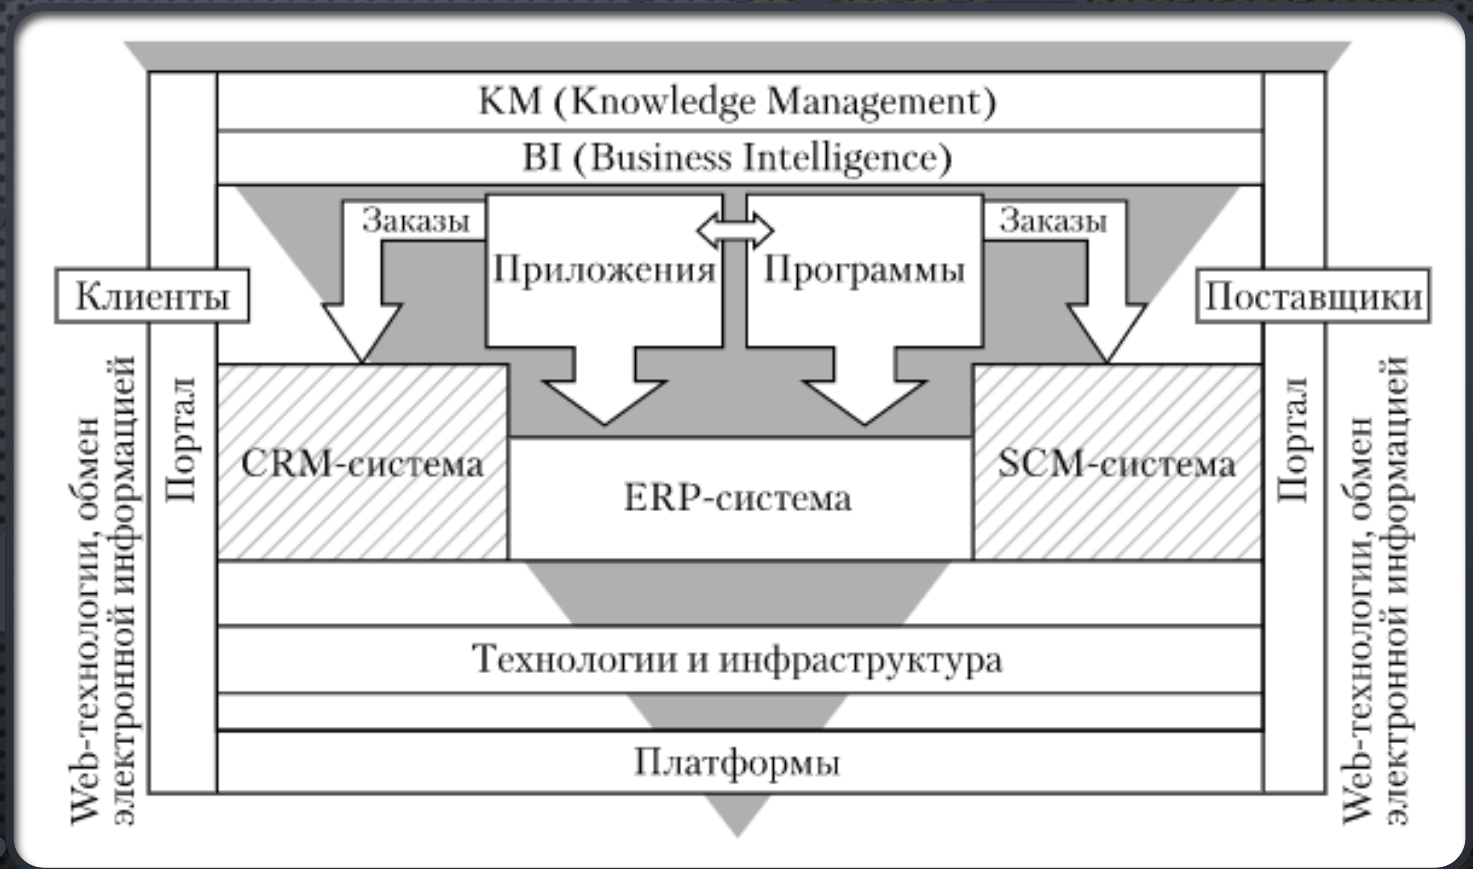 KM (Knowledge Management)
BI (Business Intelligence)
Заказы
Заказы
Приложения
Программы
Клиенты
Поставщики
Портал
Портал
Web-технологии, обмен
электронной информацией
Web-технологии, обмен
электронной информацией
CRM-система
ERP-система
SCM-система
Технологии и инфраструктура
Платформы